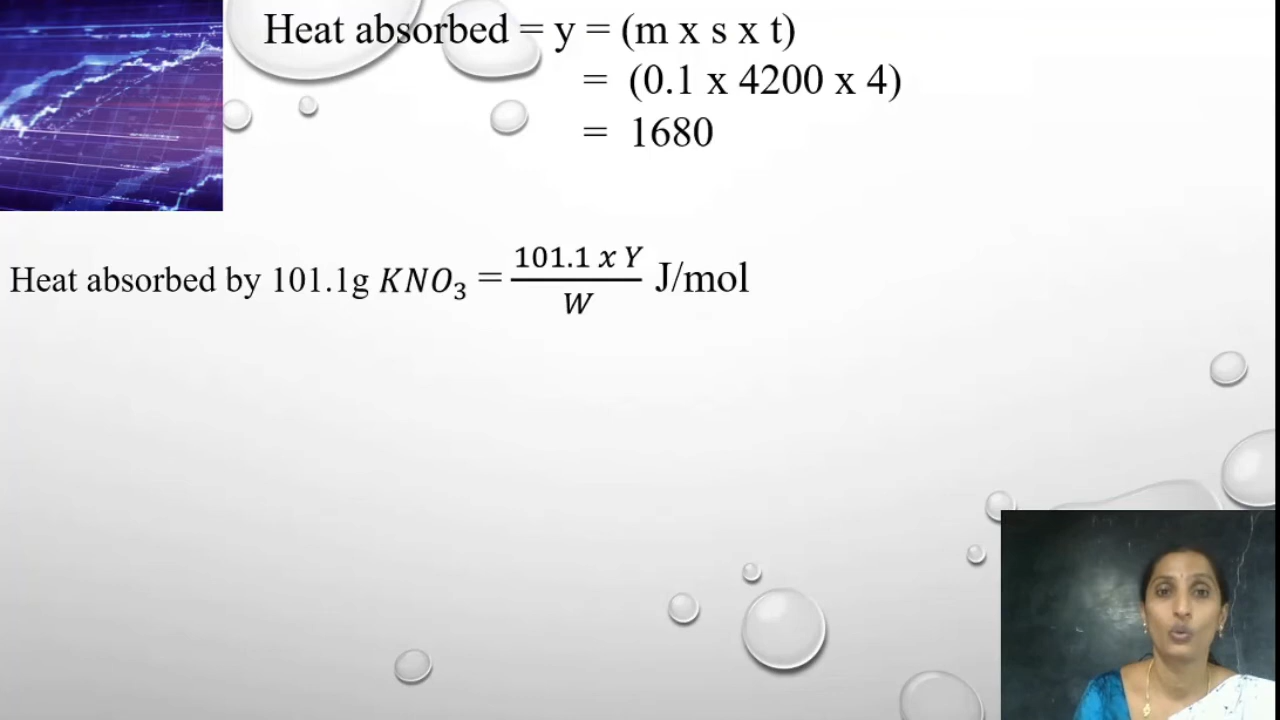 Heat absorbed = y = (m x s x t)
= (0.1 x 4200 x 4)
= 1680
Heat absorbed by 101.1g KNO₃ = 101.1 x Y / W J/mol